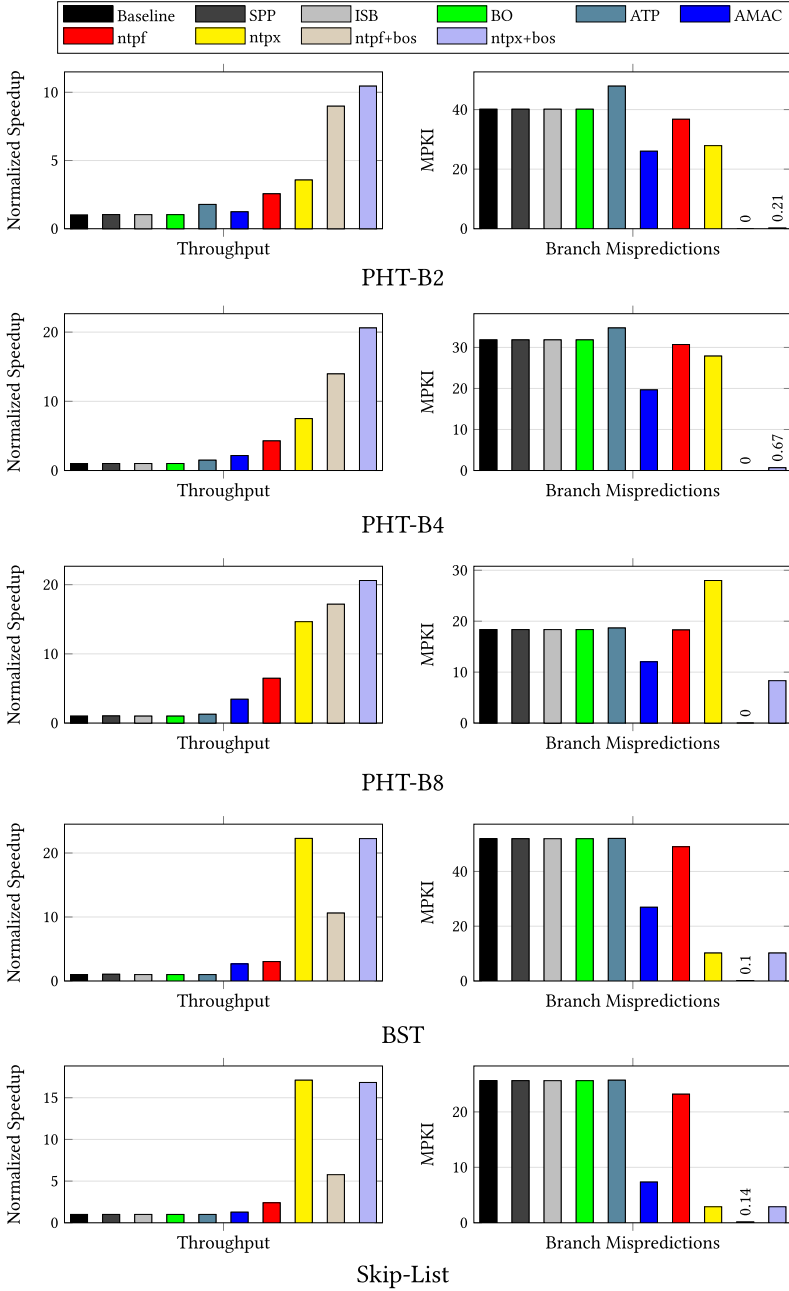 Baseline SPP ISB BO ATP AMAC
ntpf ntpx ntpf+bos ntpx+bos
Normalized Speedup
10
5
0
Throughput
MPKI
40
20
0
0
0.21
Branch Mispredictions
PHT-B2
Normalized Speedup
20
10
0
Throughput
MPKI
30
20
10
0
0
0.67
Branch Mispredictions
PHT-B4
Normalized Speedup
20
10
0
Throughput
MPKI
30
20
10
0
0
Branch Mispredictions
PHT-B8
Normalized Speedup
20
10
0
Throughput
MPKI
40
20
0
0.1
Branch Mispredictions
BST
Normalized Speedup
15
10
5
0
Throughput
MPKI
20
10
0
0.14
Branch Mispredictions
Skip-List